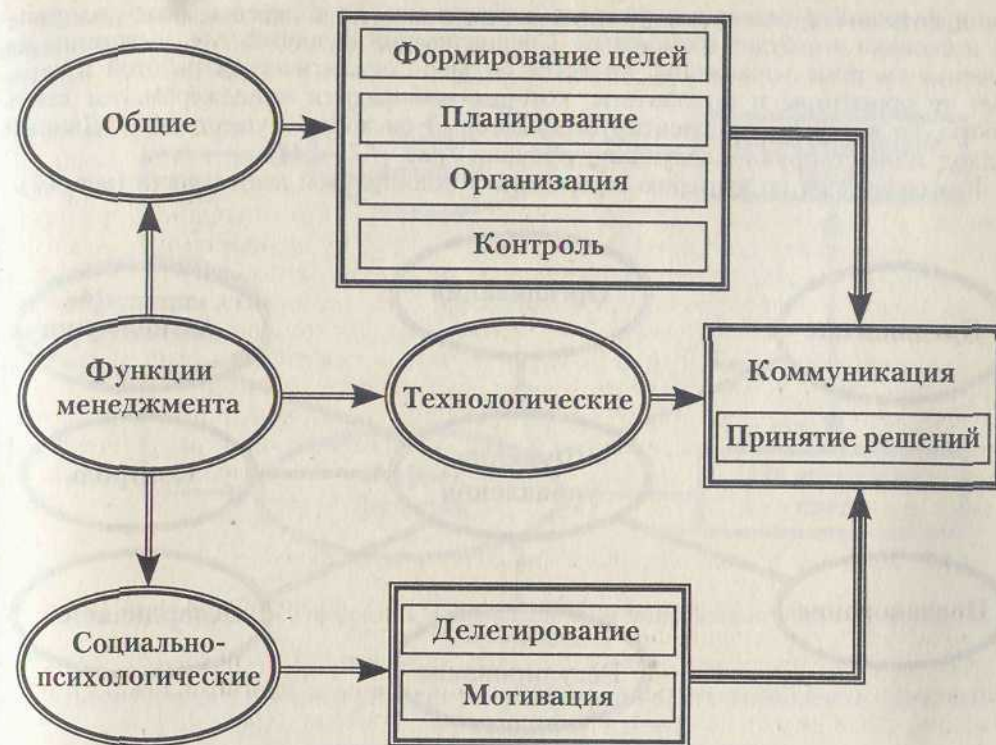 Формирование целей
Общие
Планирование
Организация
Контроль
Функции
менеджмента
Технологические
Коммуникация
Принятие решений
Социально-
психологические
Делегирование
Мотивация